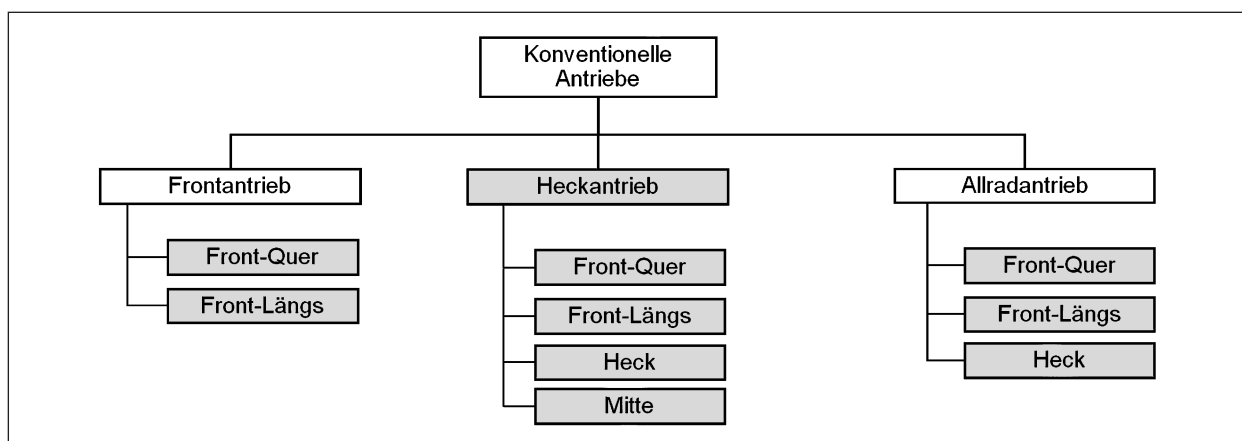 Konventionelle
Antriebe
Frontantrieb
Heckantrieb
Allradantrieb
Front-Quer
Front-Längs
Front-Quer
Front-Längs
Heck
Mitte
Front-Quer
Front-Längs
Heck